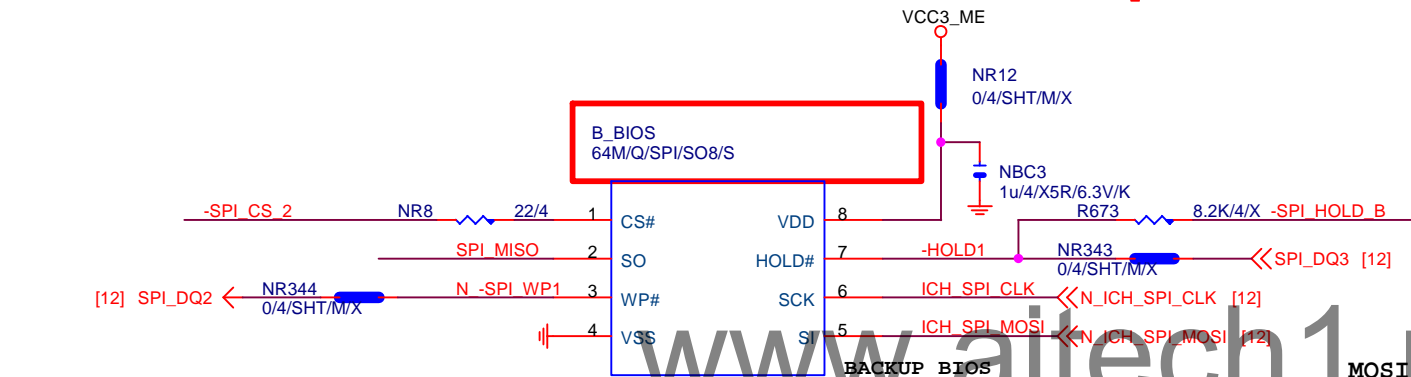 VCC3_ME
NR12
0/4/SHT/M/X
B_BIOS
64M/Q/SPI/SO8/S
NBC3
1u/4/X5R/6.3V/K
-SPI_CS_2 NR8 22/4 1 CS# VDD 8 R673 8.2K/4/X -SPI_HOLD_B
SPI_MISO 2 SO HOLD# 7 -HOLD1 NR343 SPI_DQ3 [12]
0/4/SHT/M/X
[12] SPI_DQ2 NR344 N_-SPI_WP1 3 WP# SCK 6 ICH_SPI_CLK N_ICH_SPI_CLK [12]
0/4/SHT/M/X
4 VSS SI 5 ICH_SPI_MOSI N_ICH_SPI_MOSI [12]
www.aitech1.
BACKUP BIOS MOSI